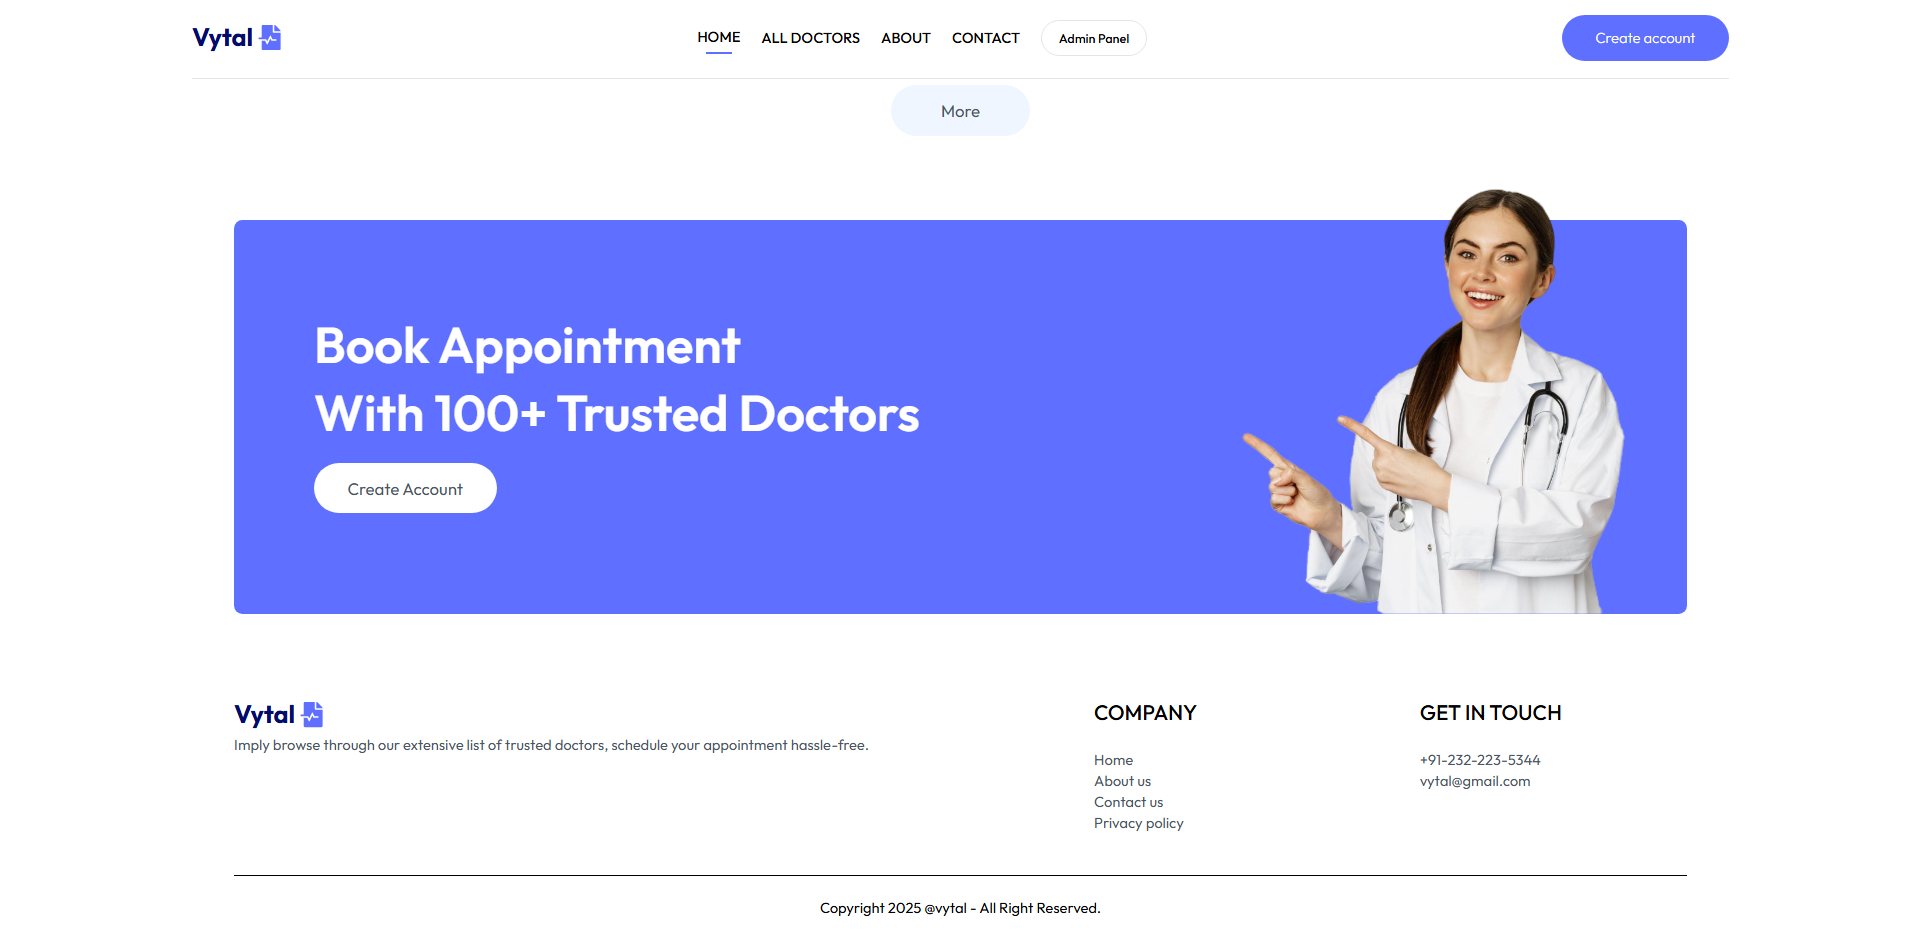 Vytal
HOME
ALL DOCTORS
ABOUT
CONTACT
Admin Panel
Create account
More
Book Appointment
With 100+ Trusted Doctors
Create Account
Vytal
Imply browse through our extensive list of trusted doctors, schedule your appointment hassle-free.
COMPANY
Home
About us
Contact us
Privacy policy
GET IN TOUCH
+91-232-223-5344
vytal@gmail.com
Copyright 2025 @vytal - All Right Reserved.